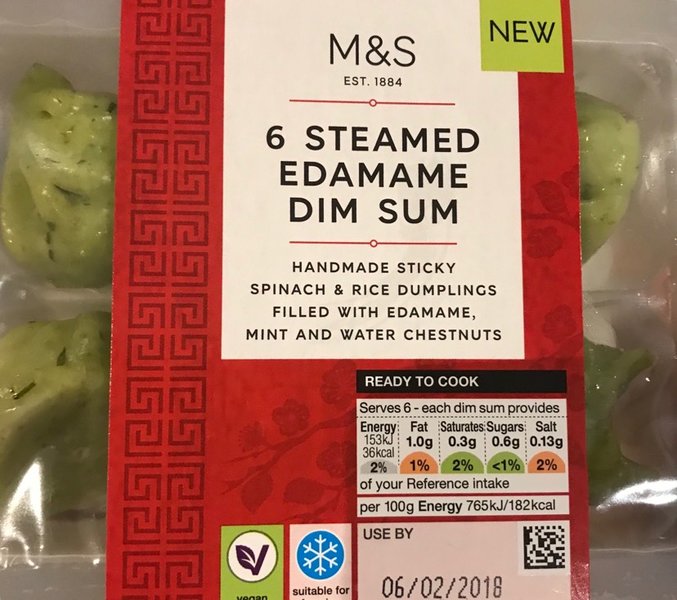 NEW
M&S
EST. 1884
6 STEAMED
EDAMAME
DIM SUM
HANDMADE STICKY
SPINACH & RICE DUMPLINGS
FILLED WITH EDAMAME,
MINT AND WATER CHESTNUTS
READY TO COOK
Serves 6 - each dim sum provides
Energy Fat Saturates Sugars Salt
153kJ 1.0g 0.3g 0.6g 0.13g
36kcal
2% 1% 2% <1% 2%
of your Reference intake
per 100g Energy 765kJ/182kcal
USE BY
06/02/2018
vegan
suitable for